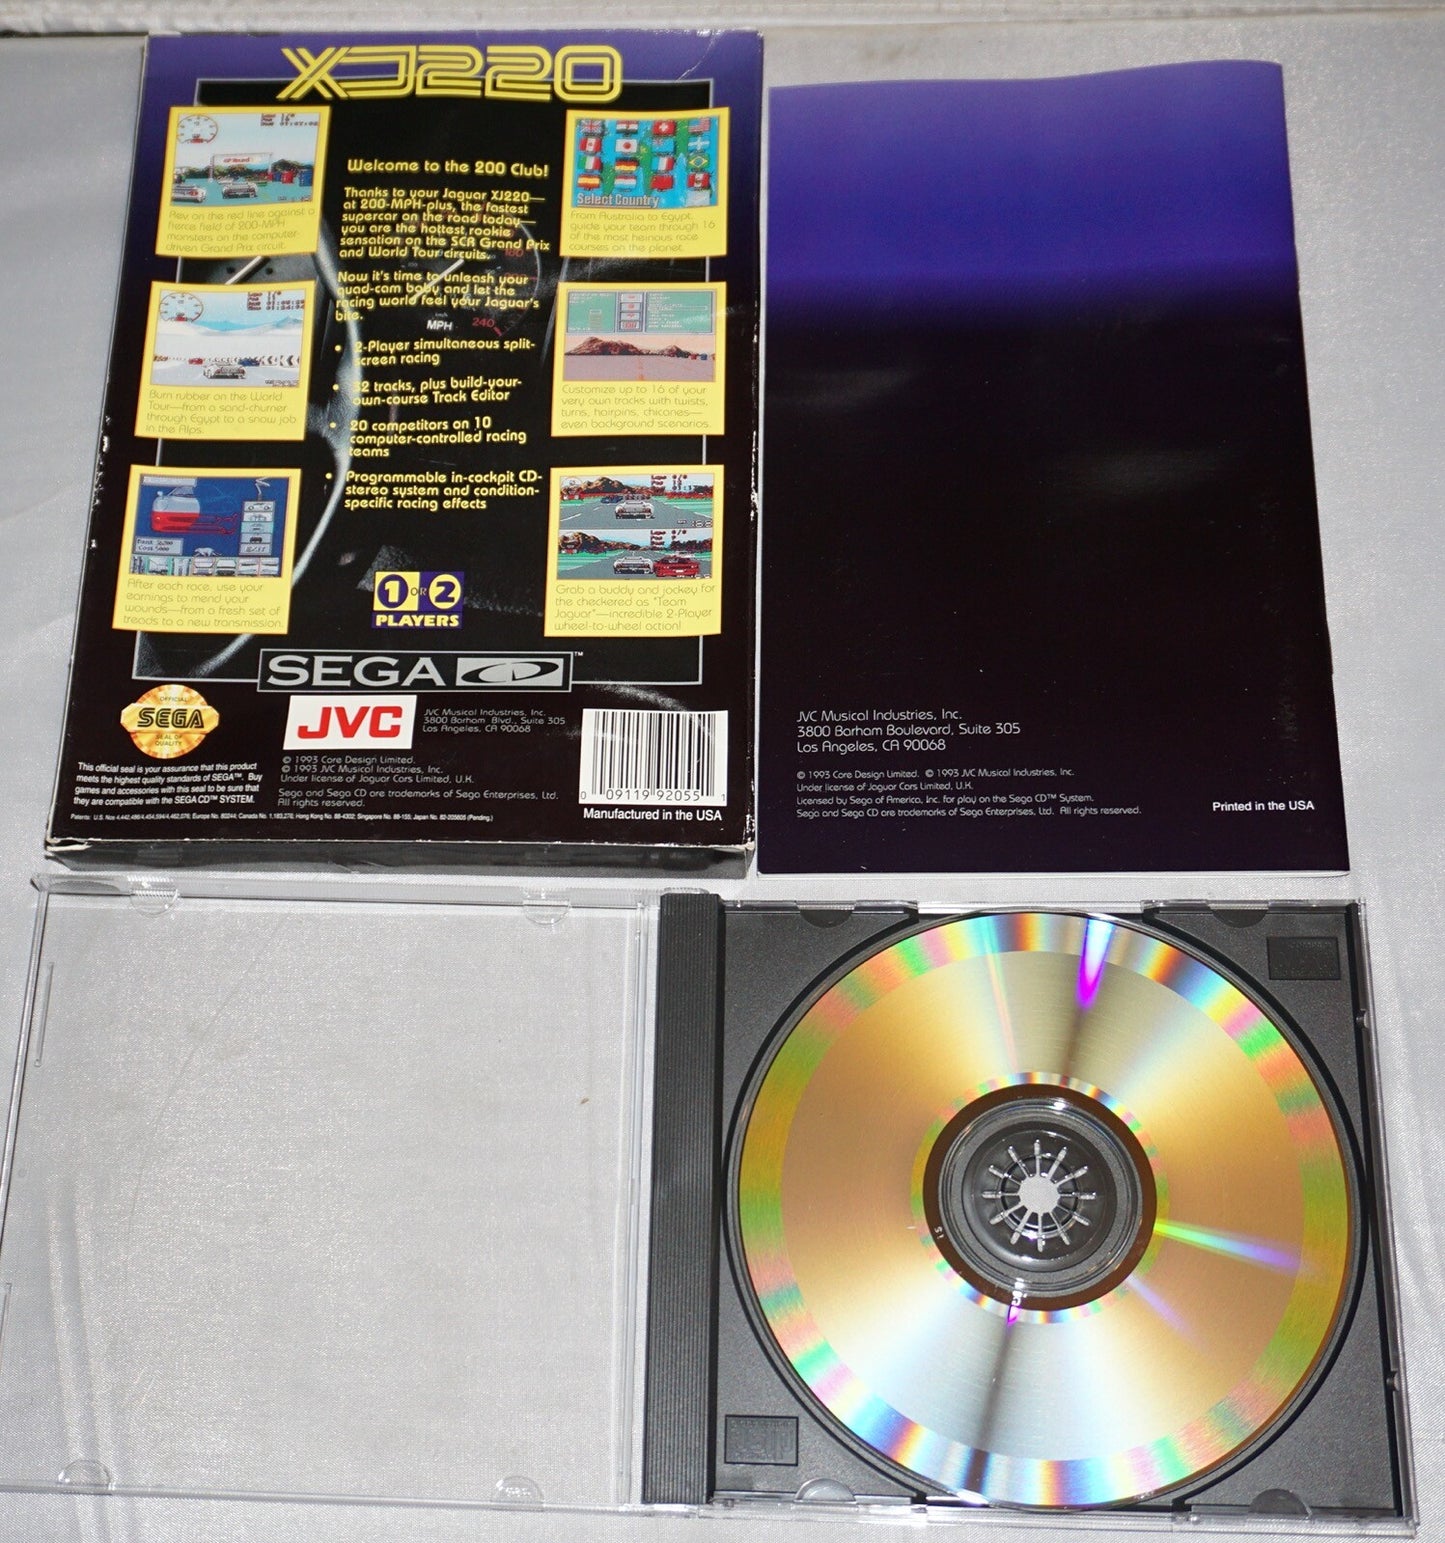 XJ220
Welcome to the 200 Club!
Thanks to your Jaguar XJ220—
at 200-MPH-plus, the fastest
supercar on the road today—
you are the hottest rookie
sensation on the SCR Grand Prix
and World Tour circuits.
Now it's time to unleash your
quad-cam baby and let the
racing world feel your Jaguar's
bite.
MPH
240
• 2-Player simultaneous split-
screen racing
• 32 tracks, plus build-your-
own-course Track Editor
• 20 competitors on 10
computer-controlled racing
teams
• Programmable in-cockpit CD-
stereo system and condition-
specific racing effects
Rev on the red line against a
fierce field of 200-MPH
monsters on the computer-
driven Grand Prix circuit.
Burn rubber on the World
Tour—from a sand-churner
through Egypt to a snow job
in the Alps.
After each race, use your
earnings to mend your
wounds—from a fresh set of
treads to a new transmission.
Select Country
From Australia to Egypt,
guide your team through 16
of the most heinous race
courses on the planet.
Customize up to 16 of your
very own tracks with twists,
turns, hairpins, chicanes—
even background scenarios.
Grab a buddy and jockey for
the checkered as "Team
Jaguar"—incredible 2-Player
wheel-to-wheel action!
1 OR 2
PLAYERS
SEGA CD™
OFFICIAL
SEGA
SEAL OF
QUALITY
This official seal is your assurance that this product
meets the highest quality standards of SEGA™. Buy
games and accessories with this seal to be sure that
they are compatible with the SEGA CD™ SYSTEM.
JVC
JVC Musical Industries, Inc.
3800 Barham Blvd., Suite 305
Los Angeles, CA 90068
© 1993 Core Design Limited.
© 1993 JVC Musical Industries, Inc.
Under license of Jaguar Cars Limited, U.K.
Sega and Sega CD are trademarks of Sega Enterprises, Ltd.
All rights reserved.
0 09119 92055 1
Manufactured in the USA
JVC Musical Industries, Inc.
3800 Barham Boulevard, Suite 305
Los Angeles, CA 90068
© 1993 Core Design Limited. © 1993 JVC Musical Industries, Inc.
Under license of Jaguar Cars Limited, U.K.
Licensed by Sega of America, Inc. for play on the Sega CD™ System.
Sega and Sega CD are trademarks of Sega Enterprises, Ltd. All rights reserved.
Printed in the USA